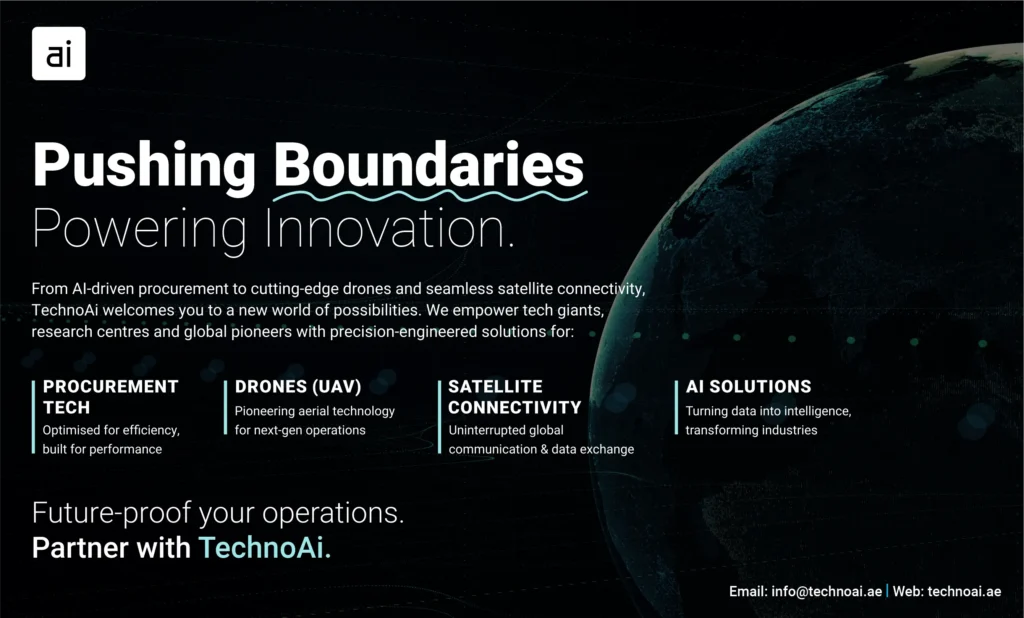 ai
Pushing Boundaries
Powering Innovation.
From AI-driven procurement to cutting-edge drones and seamless satellite connectivity,
TechnoAi welcomes you to a new world of possibilities. We empower tech giants,
research centres and global pioneers with precision-engineered solutions for:
PROCUREMENT
TECH
Optimised for efficiency,
built for performance
DRONES (UAV)
Pioneering aerial technology
for next-gen operations
SATELLITE
CONNECTIVITY
Uninterrupted global
communication & data exchange
AI SOLUTIONS
Turning data into intelligence,
transforming industries
Future-proof your operations.
Partner with TechnoAi.
Email: info@technoai.ae | Web: technoai.ae